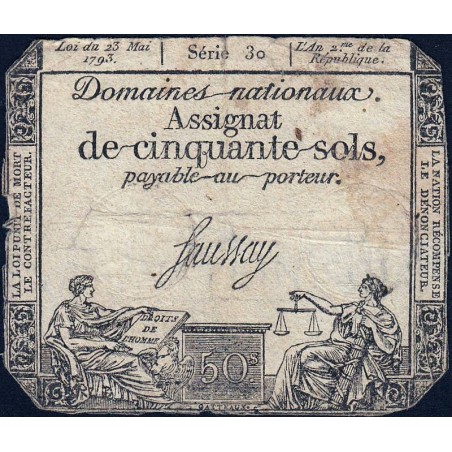 Loi du 23 Mai
1793.
Série 30
L'An 2.me de la
République.
Domaines nationaux.
Assignat
de cinquante sols,
payable au porteur.
Saussay
LA LOI PUNIT DE MORT
LE CONTREFACTEUR.
LA NATION RÉCOMPENSE
LE DÉNONCIATEUR.
DROITS
DE
L'HOMME
50s
GATTEAUX